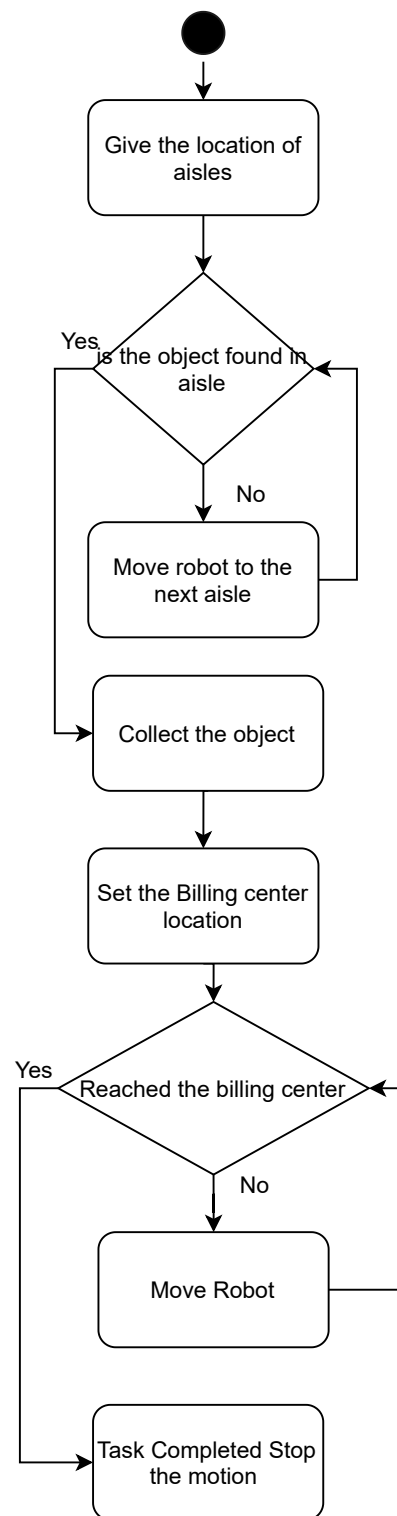 Give the location of
aisles
Yes
is the object found in
aisle
No
Move robot to the
next aisle
Collect the object
Set the Billing center
location
Yes
Reached the billing center
No
Move Robot
Task Completed Stop
the motion